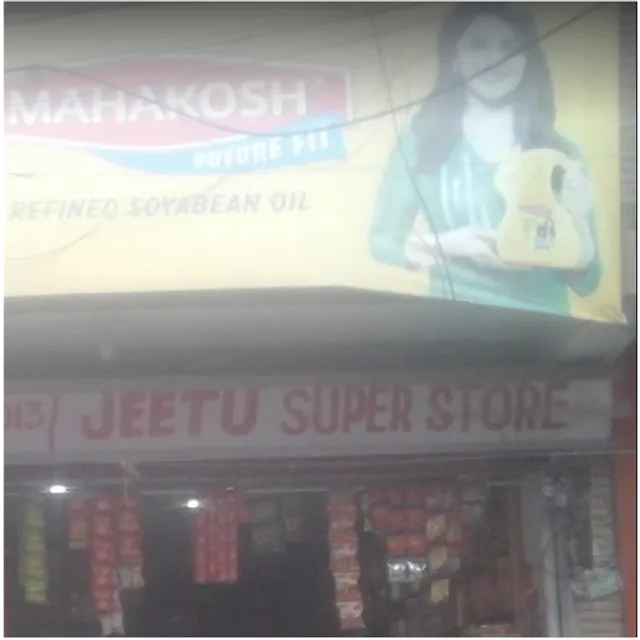 MAHAKOSH
FUTURE FIT
REFINED SOYABEAN OIL
JEETU SUPER STORE